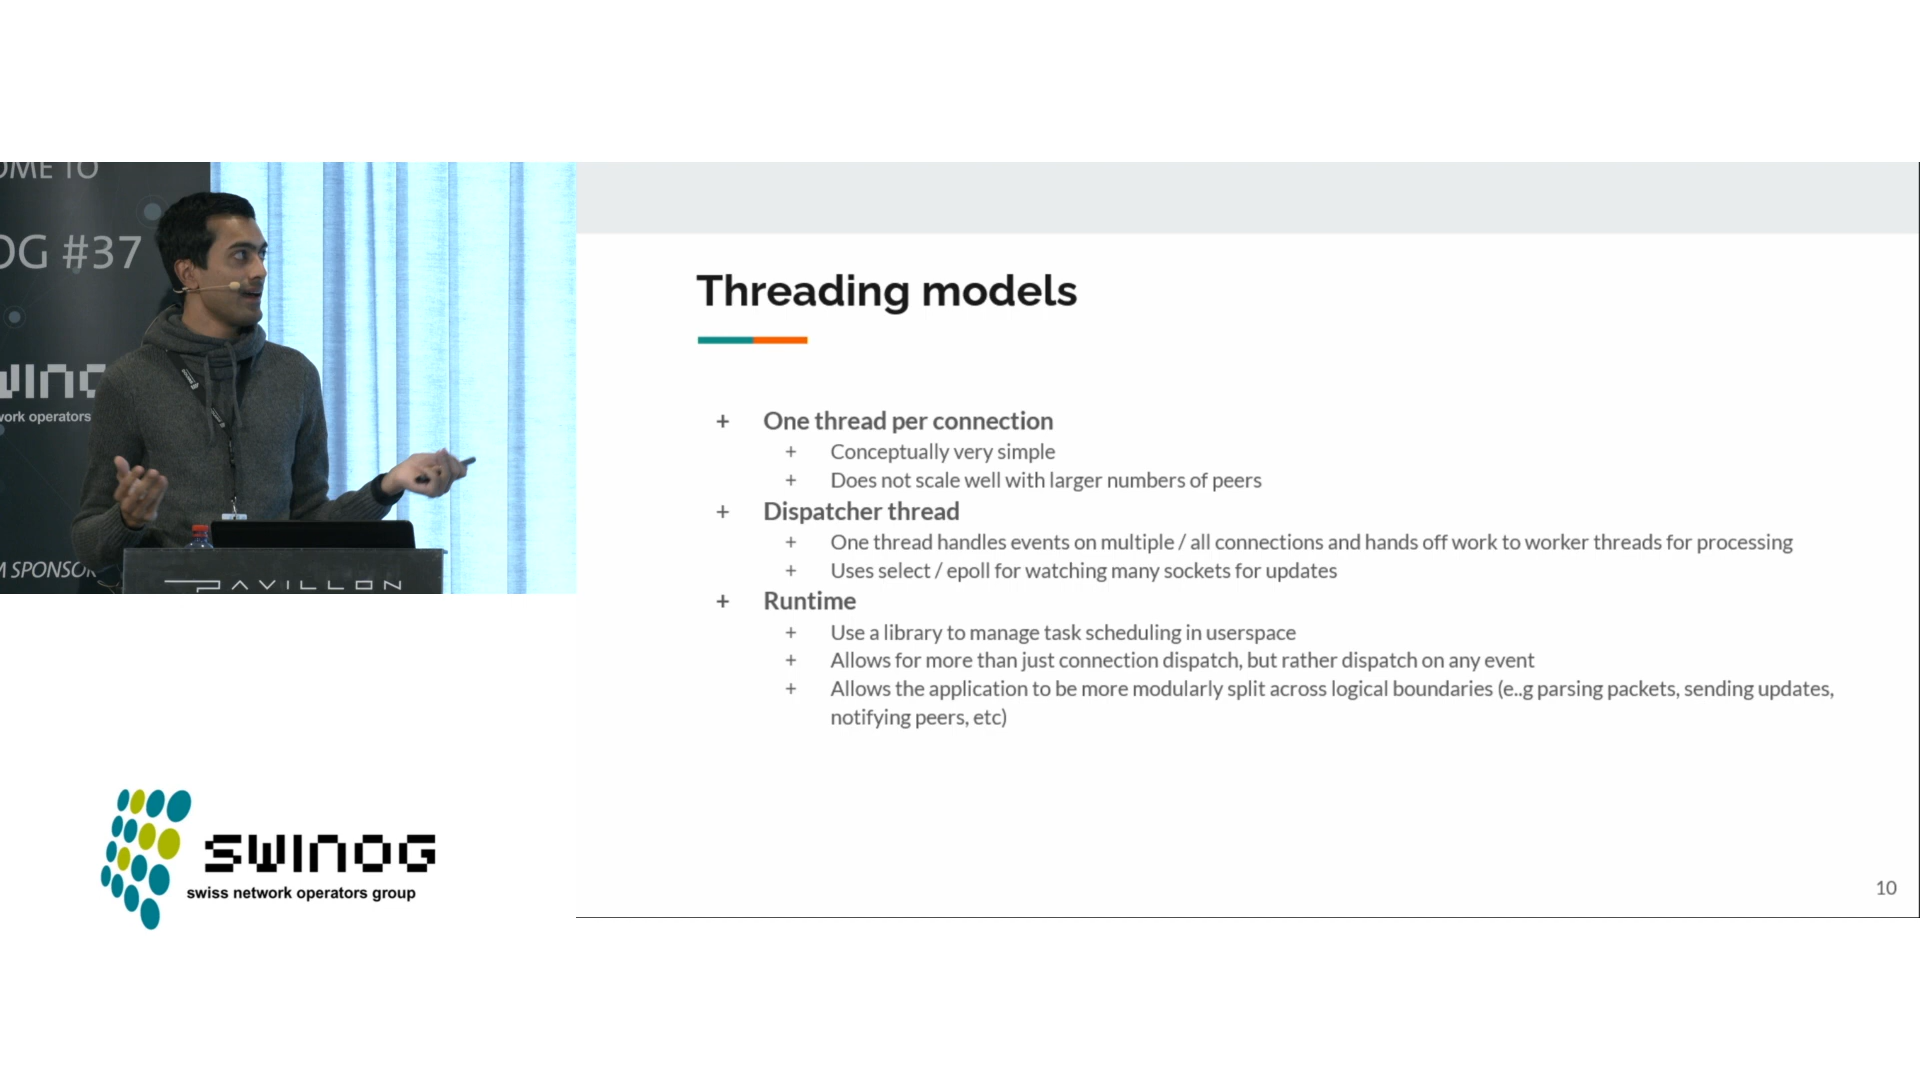 OME TO
OG #37
WINO
work operators
M SPONSOR
PAVILLON
Threading models
+ One thread per connection
+ Conceptually very simple
+ Does not scale well with larger numbers of peers
+ Dispatcher thread
+ One thread handles events on multiple / all connections and hands off work to worker threads for processing
+ Uses select / epoll for watching many sockets for updates
+ Runtime
+ Use a library to manage task scheduling in userspace
+ Allows for more than just connection dispatch, but rather dispatch on any event
+ Allows the application to be more modularly split across logical boundaries (e..g parsing packets, sending updates,
notifying peers, etc)
10
SWINOG
swiss network operators group